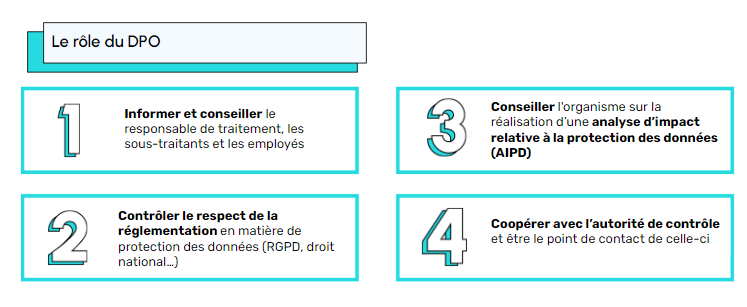 Le rôle du DPO
1
Informer et conseiller le
responsable de traitement, les
sous-traitants et les employés
2
Contrôler le respect de la
réglementation en matière de
protection des données (RGPD, droit
national…)
3
Conseiller l'organisme sur la
réalisation d'une analyse d'impact
relative à la protection des données
(AIPD)
4
Coopérer avec l'autorité de contrôle
et être le point de contact de celle-ci